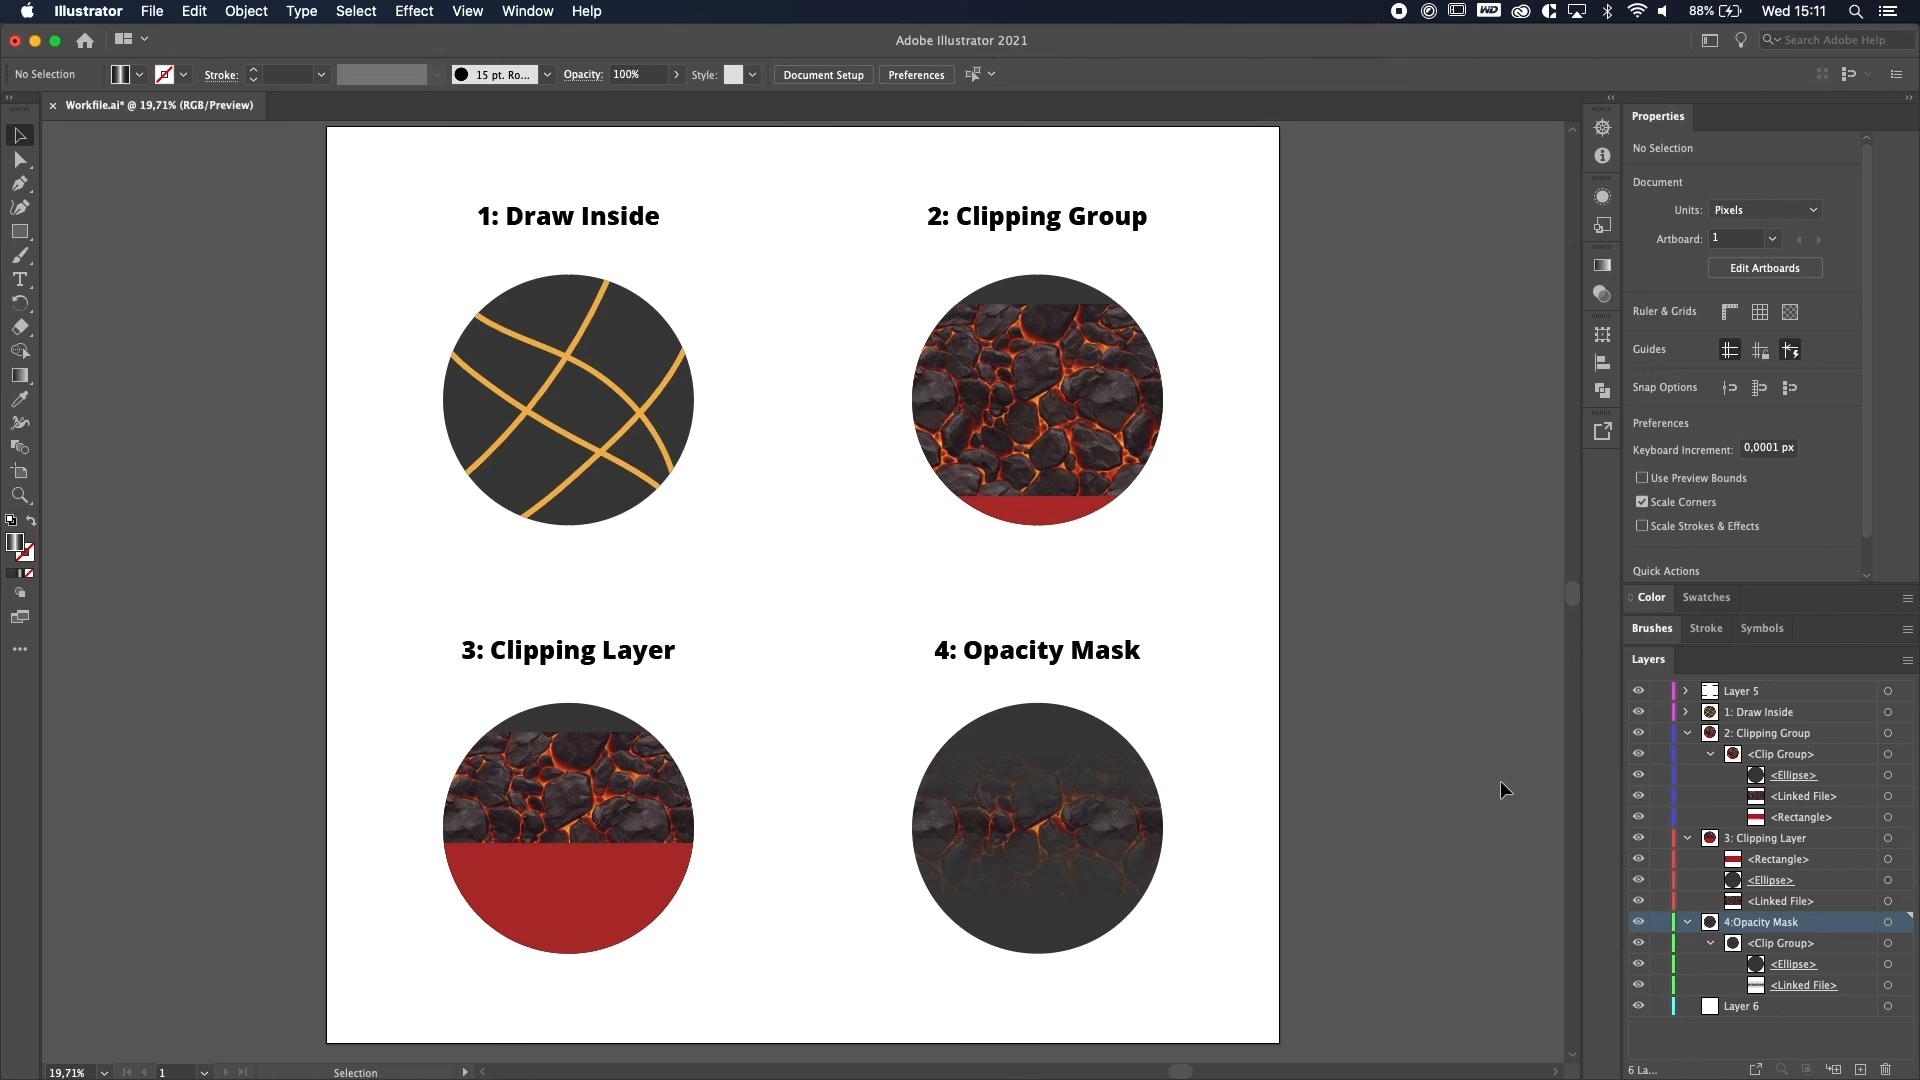 Illustrator File Edit Object Type Select Effect View Window Help
WD 88% Wed 15:11
Adobe Illustrator 2021
Search Adobe Help
No Selection Stroke: 15 pt. Ro... Opacity: 100% Style: Document Setup Preferences
× Workfile.ai* @ 19,71% (RGB/Preview)
1: Draw Inside
2: Clipping Group
3: Clipping Layer
4: Opacity Mask
Properties
No Selection
Document
Units: Pixels
Artboard: 1
Edit Artboards
Ruler & Grids
Guides
Snap Options
Preferences
Keyboard Increment: 0,0001 px
Use Preview Bounds
Scale Corners
Scale Strokes & Effects
Quick Actions
Color Swatches
Brushes Stroke Symbols
Layers
Layer 5
1: Draw Inside
2: Clipping Group
<Clip Group>
<Ellipse>
<Linked File>
<Rectangle>
3: Clipping Layer
<Rectangle>
<Ellipse>
<Linked File>
4:Opacity Mask
<Clip Group>
<Ellipse>
<Linked File>
Layer 6
6 La...
19,71% 1 Selection